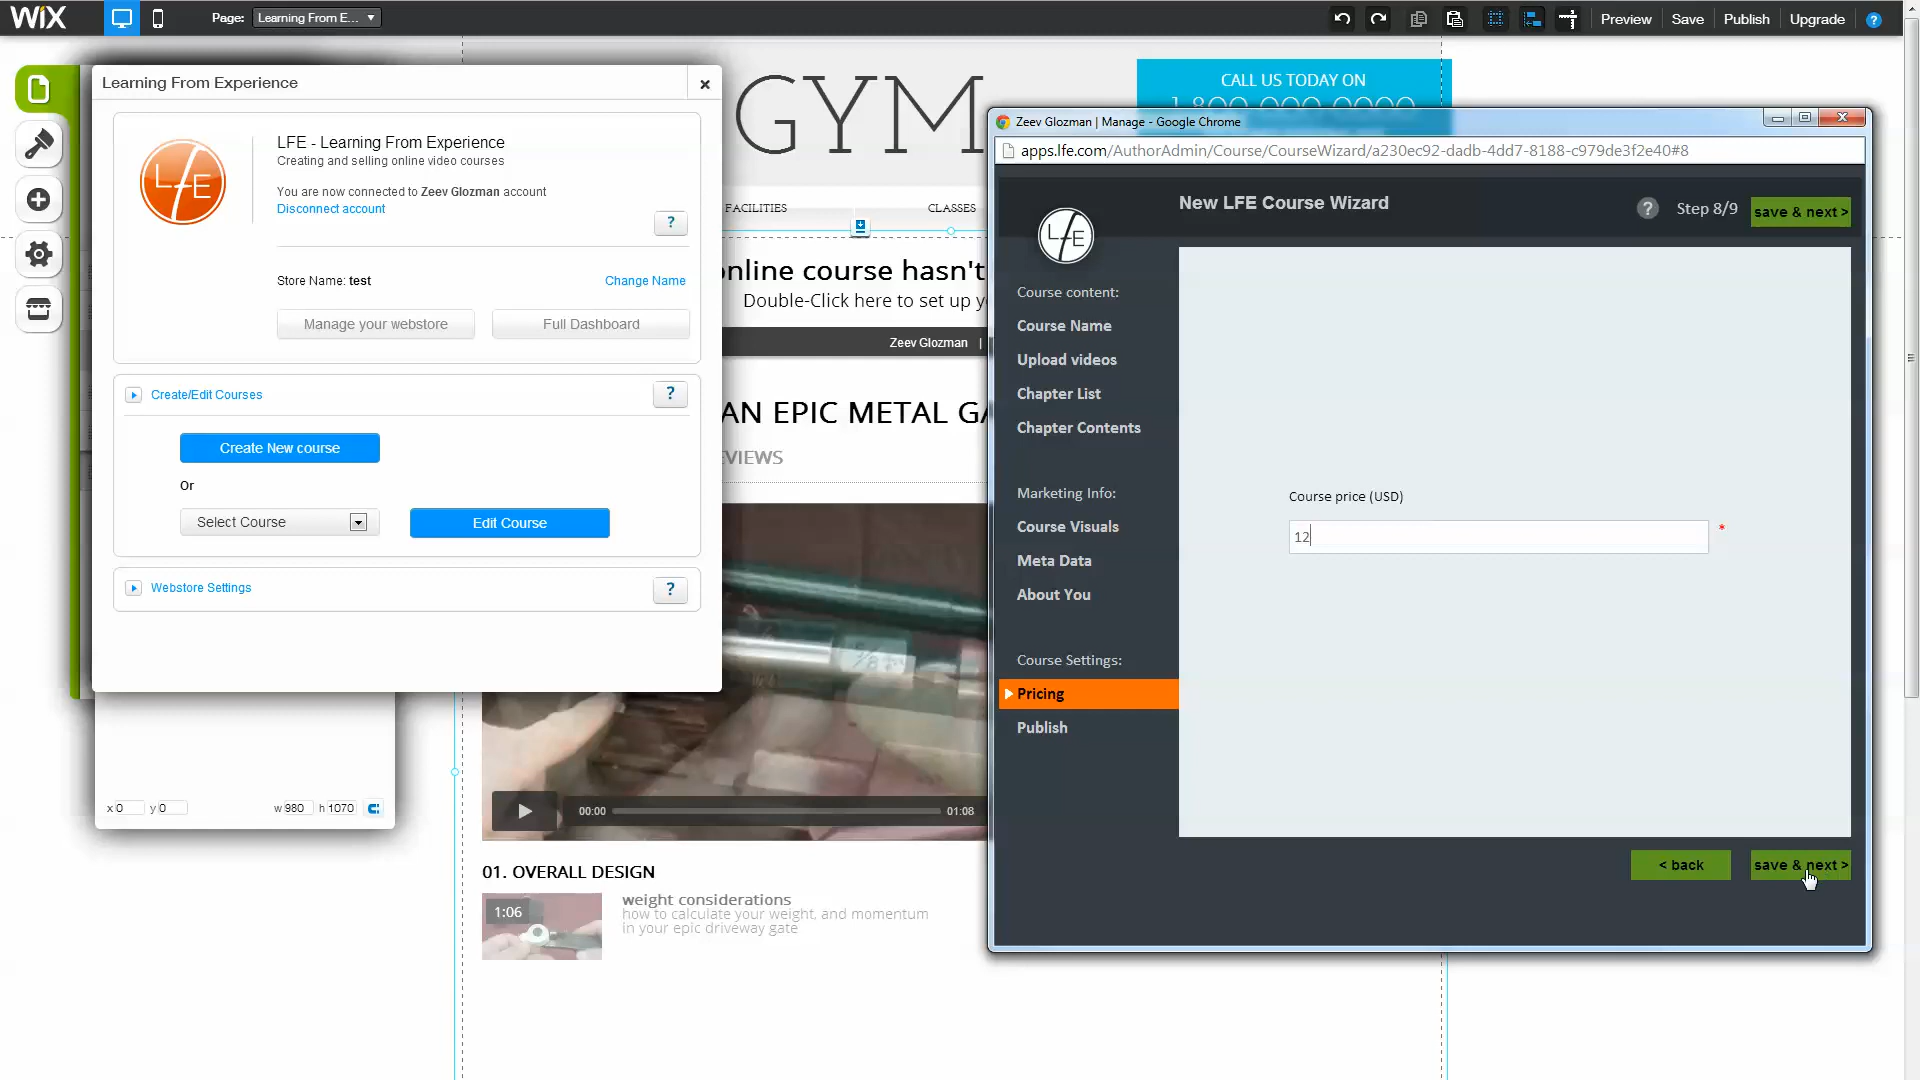 WiX
Page: Learning From E...
Preview Save Publish Upgrade ?
Learning From Experience
LFE
LFE - Learning From Experience
Creating and selling online video courses
You are now connected to Zeev Glozman account
Disconnect account
?
Store Name: test
Change Name
Manage your webstore
Full Dashboard
Create/Edit Courses
?
Create New course
Or
Select Course
Edit Course
Webstore Settings
?
x 0 y 0 w 980 h 1070
GYM
CALL US TODAY ON
1.800.000.0000
FACILITIES
CLASSES
online course hasn't
Double-Click here to set up y
Zeev Glozman |
AN EPIC METAL GA
EVIEWS
00:00
01:08
01. OVERALL DESIGN
1:06
weight considerations
how to calculate your weight, and momentum
in your epic driveway gate
Zeev Glozman | Manage - Google Chrome
apps.lfe.com/AuthorAdmin/Course/CourseWizard/a230ec92-dadb-4dd7-8188-c979de3f2e40#8
LFE
New LFE Course Wizard
? Step 8/9
save & next >
Course content:
Course Name
Upload videos
Chapter List
Chapter Contents
Marketing Info:
Course Visuals
Meta Data
About You
Course Settings:
Pricing
Publish
Course price (USD)
12
*
< back
save & next >